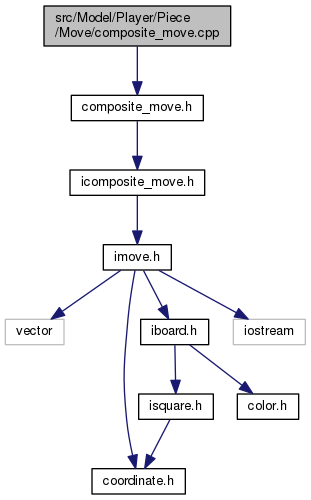 src/Model/Player/Piece
/Move/composite_move.cpp
composite_move.h
icomposite_move.h
imove.h
vector
iboard.h
iostream
isquare.h
color.h
coordinate.h